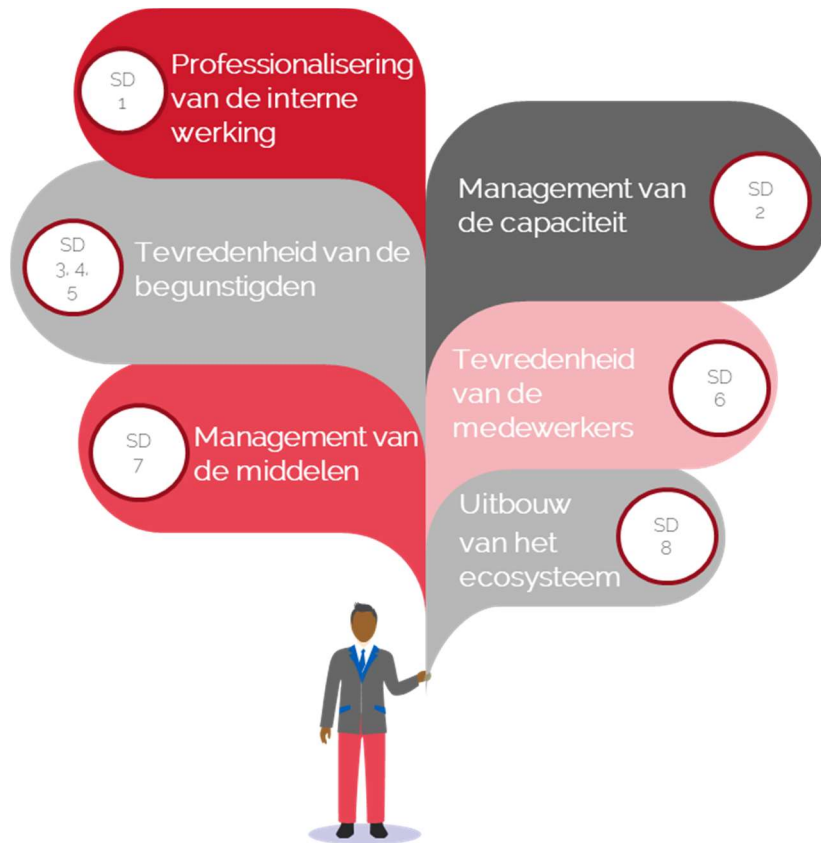 SD
1
Professionalisering
van de interne
werking
Management van
de capaciteit
SD
2
SD
3, 4,
5
Tevredenheid van de
begunstigden
Tevredenheid
van de
medewerkers
SD
6
SD
7
Management van
de middelen
Uitbouw
van het
ecosysteem
SD
8